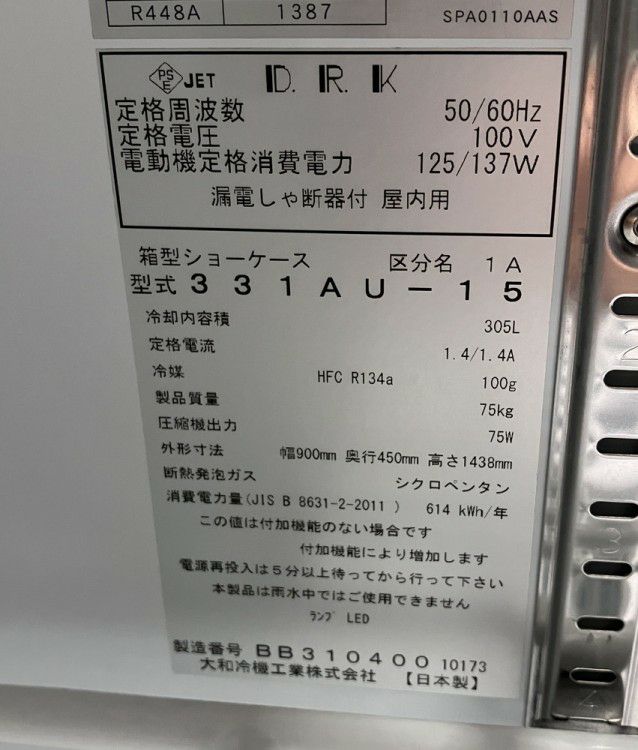 R448A 1387
SPA0110AAS
PSE JET D.R.K
定格周波数 50/60Hz
定格電圧 100V
電動機定格消費電力 125/137W
漏電しゃ断器付 屋内用
箱型ショーケース 区分名 1A
型式 331AU-15
冷却内容積 305L
定格電流 1.4/1.4A
冷媒 HFC R134a 100g
製品質量 75kg
圧縮機出力 75W
外形寸法 幅900mm 奥行450mm 高さ1438mm
断熱発泡ガス シクロペンタン
消費電力量(JIS B 8631-2-2011 ) 614 kWh/年
この値は付加機能のない場合です
付加機能により増加します
電源再投入は5分以上待ってから行って下さい
本製品は雨水中ではご使用できません
ﾗﾝﾌﾟ LED
製造番号 BB310400 10173
大和冷機工業株式会社 【日本製】